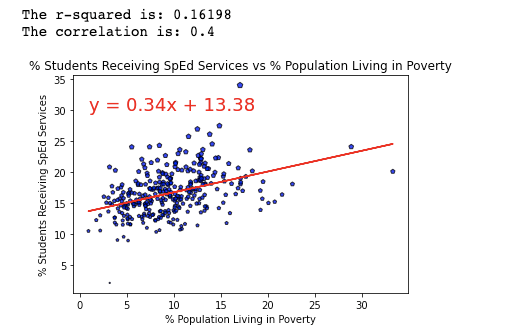 The r-squared is: 0.16198
The correlation is: 0.4
% Students Receiving SpEd Services vs % Population Living in Poverty
y = 0.34x + 13.38
% Students Receiving SpEd Services
35
30
25
20
15
10
5
0 5 10 15 20 25 30
% Population Living in Poverty